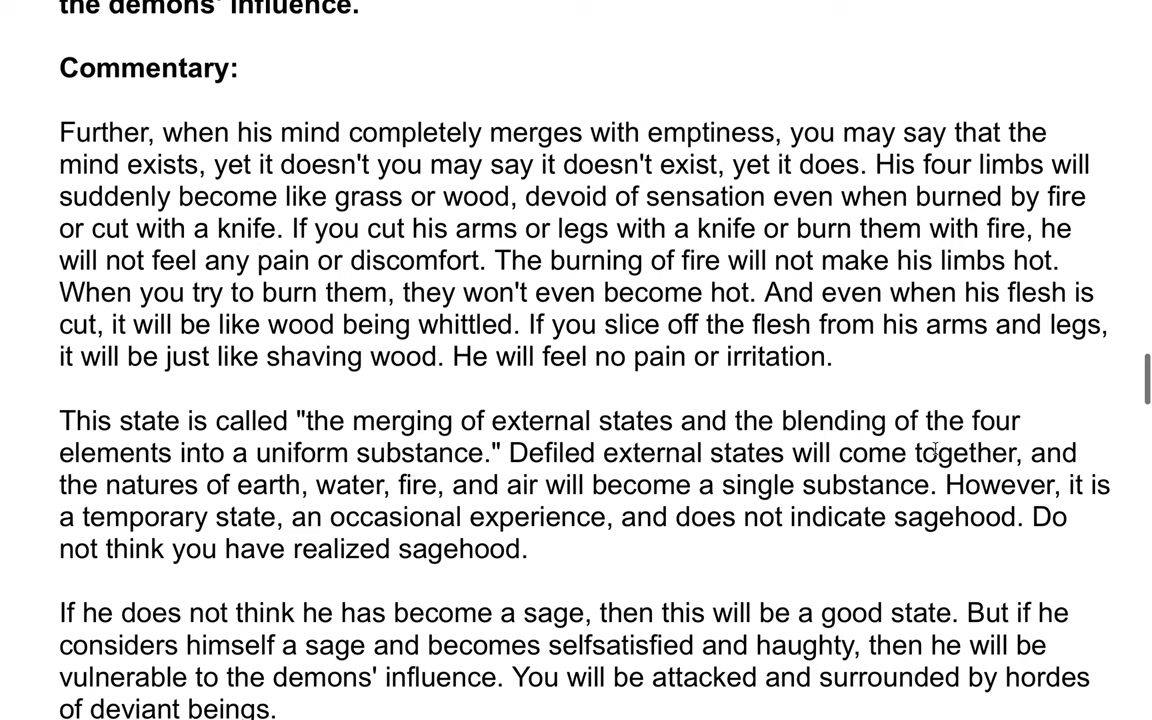 the demons' influence.
Commentary:
Further, when his mind completely merges with emptiness, you may say that the
mind exists, yet it doesn't you may say it doesn't exist, yet it does. His four limbs will
suddenly become like grass or wood, devoid of sensation even when burned by fire
or cut with a knife. If you cut his arms or legs with a knife or burn them with fire, he
will not feel any pain or discomfort. The burning of fire will not make his limbs hot.
When you try to burn them, they won't even become hot. And even when his flesh is
cut, it will be like wood being whittled. If you slice off the flesh from his arms and legs,
it will be just like shaving wood. He will feel no pain or irritation.
This state is called "the merging of external states and the blending of the four
elements into a uniform substance." Defiled external states will come together, and
the natures of earth, water, fire, and air will become a single substance. However, it is
a temporary state, an occasional experience, and does not indicate sagehood. Do
not think you have realized sagehood.
If he does not think he has become a sage, then this will be a good state. But if he
considers himself a sage and becomes selfsatisfied and haughty, then he will be
vulnerable to the demons' influence. You will be attacked and surrounded by hordes
of deviant beings.